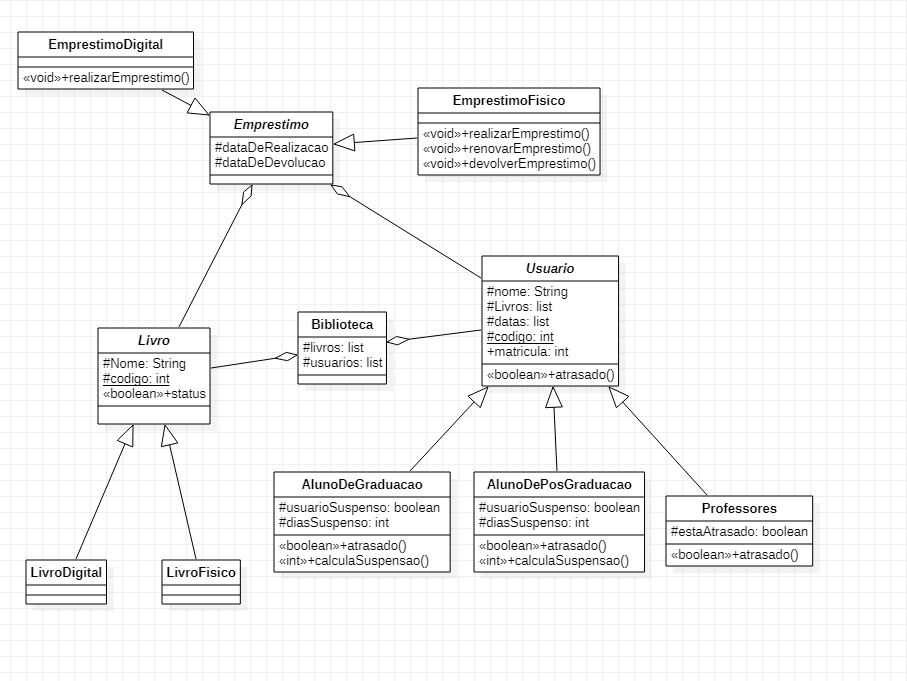 EmprestimoDigital
«void»+realizarEmprestimo()
Emprestimo
#dataDeRealizacao
#dataDeDevolucao
EmprestimoFisico
«void»+realizarEmprestimo()
«void»+renovarEmprestimo()
«void»+devolverEmprestimo()
Usuario
#nome: String
#Livros: list
#datas: list
#codigo: int
+matricula: int
«boolean»+atrasado()
Biblioteca
#livros: list
#usuarios: list
Livro
#Nome: String
#codigo: int
«boolean»+status
AlunoDeGraduacao
#usuarioSuspenso: boolean
#diasSuspenso: int
«boolean»+atrasado()
«int»+calculaSuspensao()
AlunoDePosGraduacao
#usuarioSuspenso: boolean
#diasSuspenso: int
«boolean»+atrasado()
«int»+calculaSuspensao()
Professores
#estaAtrasado: boolean
«boolean»+atrasado()
LivroDigital
LivroFisico